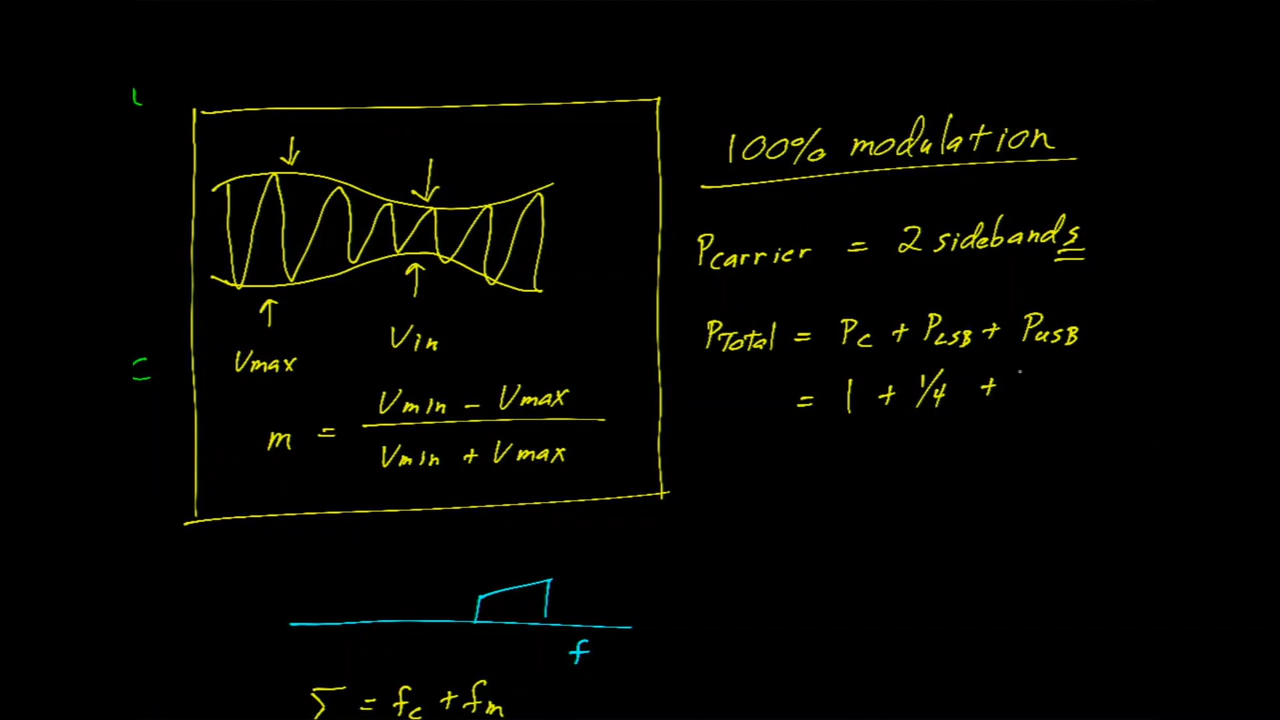 Vmax
Vin
m = Vmin - Vmax / Vmin + Vmax
100% modulation
Pcarrier = 2 sidebands
PTotal = Pc + PLSB + PUSB
= 1 + 1/4 +
f
Σ = fc + fm
=